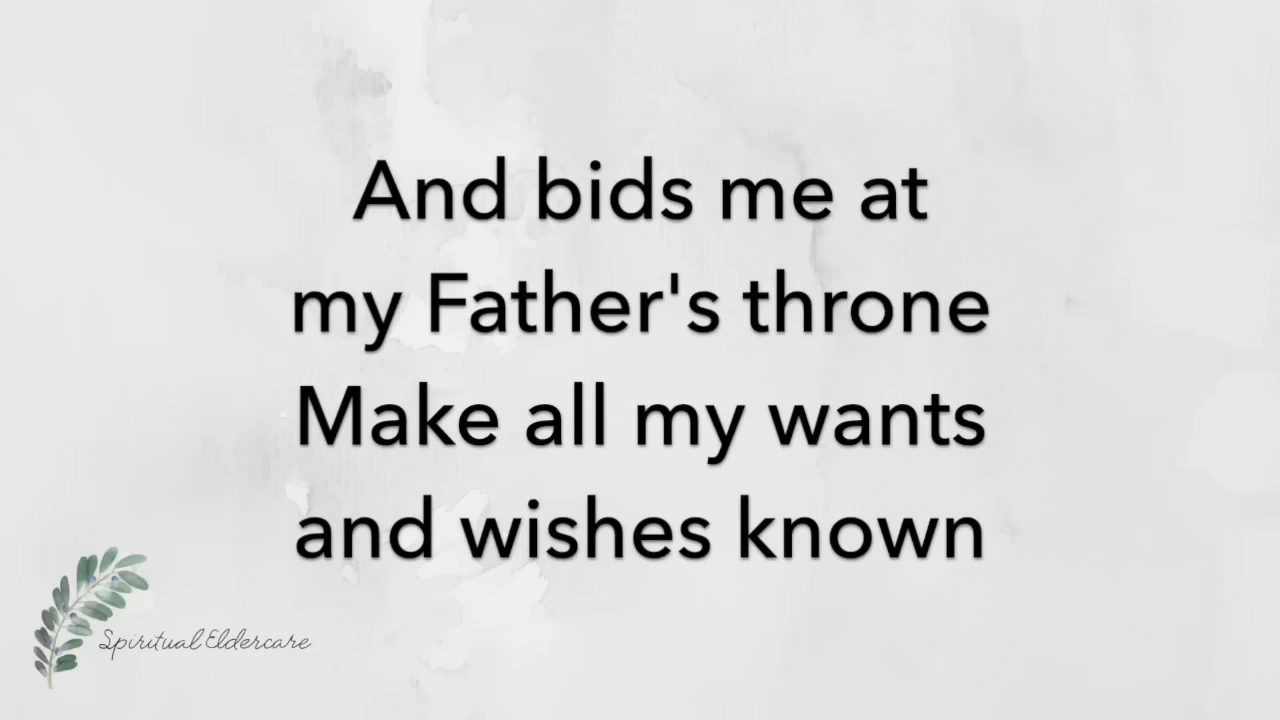 And bids me at
my Father's throne
Make all my wants
and wishes known
Spiritual Eldercare